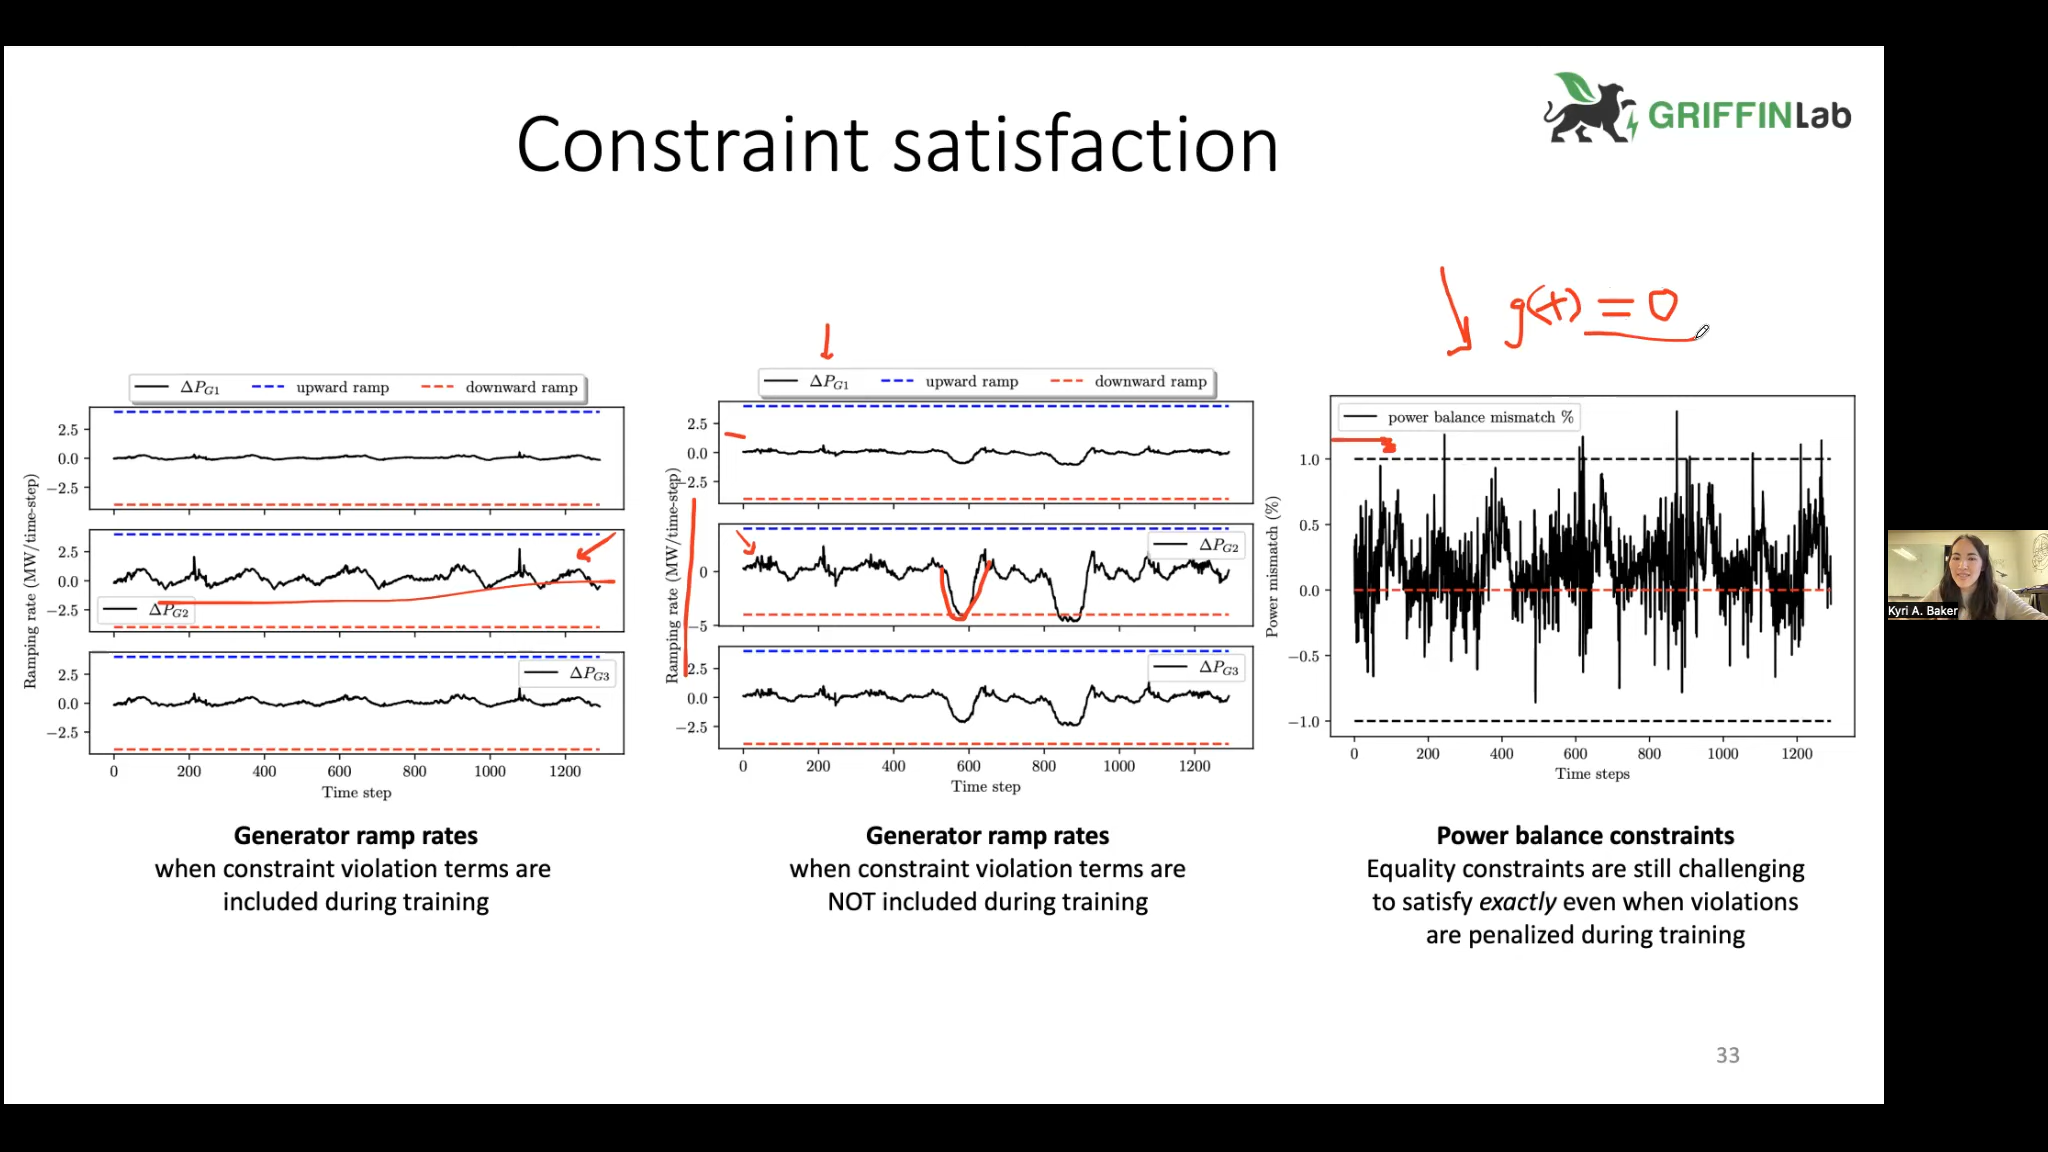 GRIFFINLab
Constraint satisfaction
g(x) = 0
ΔP_G1 upward ramp downward ramp
2.5
0.0
−2.5
2.5
0.0
−2.5
ΔP_G2
2.5
0.0
−2.5
ΔP_G3
0 200 400 600 800 1000 1200
Time step
Ramping rate (MW/time-step)
Generator ramp rates
when constraint violation terms are
included during training
ΔP_G1 upward ramp downward ramp
2.5
0.0
2.5
ΔP_G2
0
−5
ΔP_G3
2.5
0.0
−2.5
0 200 400 600 800 1000 1200
Time step
Ramping rate (MW/time-step)
Generator ramp rates
when constraint violation terms are
NOT included during training
power balance mismatch %
1.0
0.5
0.0
−0.5
−1.0
0 200 400 600 800 1000 1200
Time steps
Power mismatch (%)
Power balance constraints
Equality constraints are still challenging
to satisfy exactly even when violations
are penalized during training
Kyri A. Baker
33